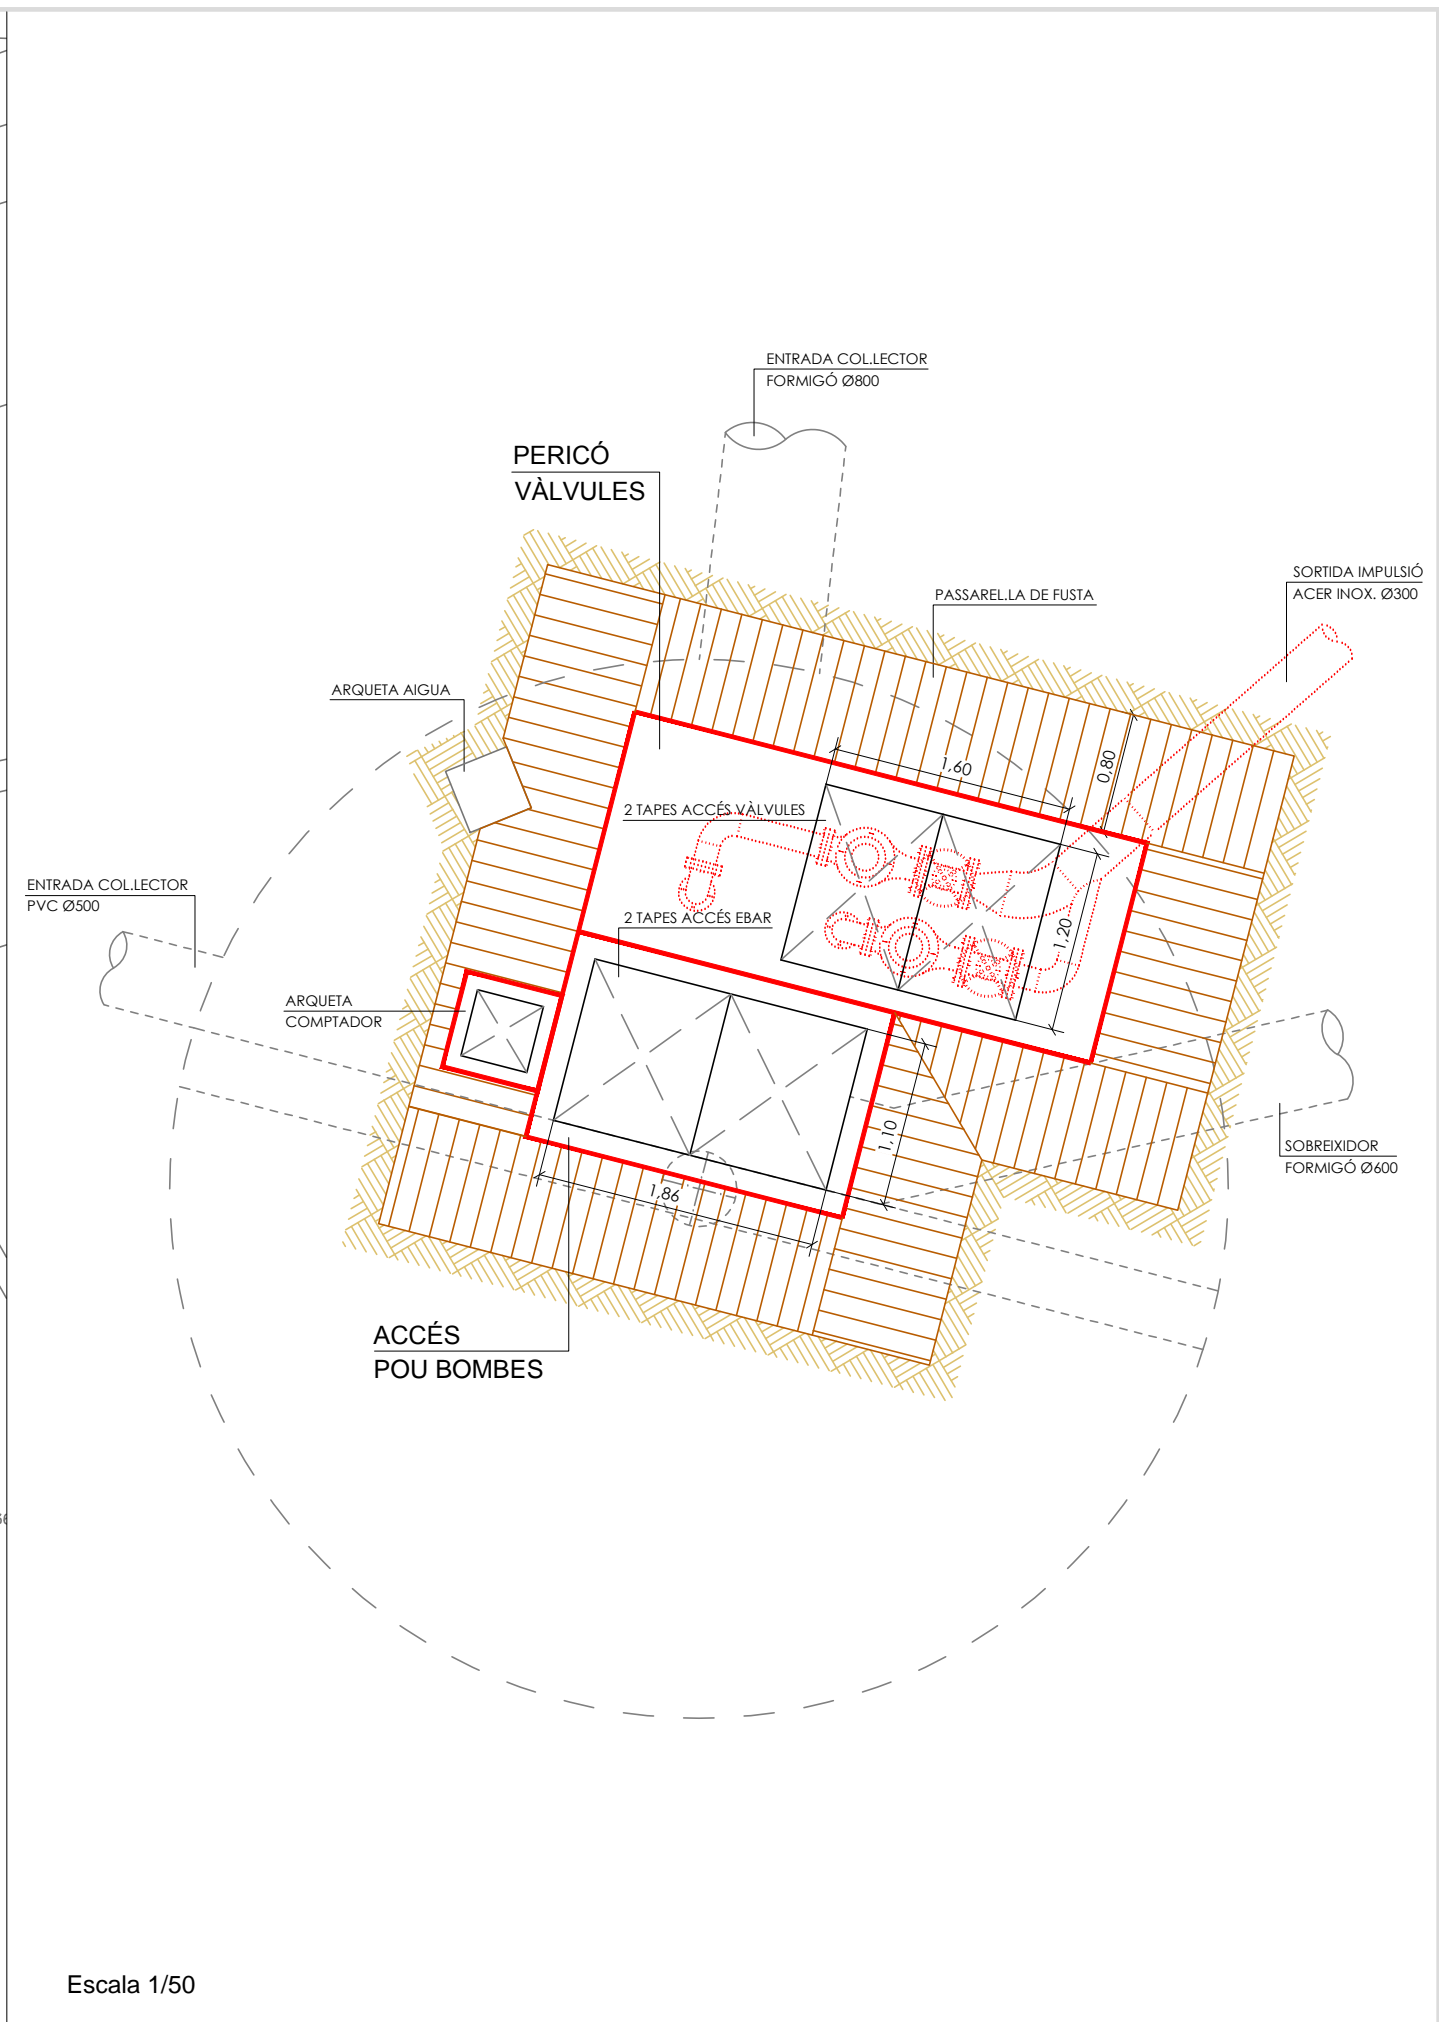 ENTRADA COL.LECTOR
FORMIGÓ Ø800
PERICÓ
VÀLVULES
SORTIDA IMPULSIÓ
ACER INOX. Ø300
PASSAREL.LA DE FUSTA
ARQUETA AIGUA
1,60
0,80
2 TAPES ACCÉS VÀLVULES
ENTRADA COL.LECTOR
PVC Ø500
2 TAPES ACCÉS EBAR
1,20
ARQUETA
COMPTADOR
1,10
SOBREIXIDOR
FORMIGÓ Ø600
1,86
ACCÉS
POU BOMBES
Escala 1/50